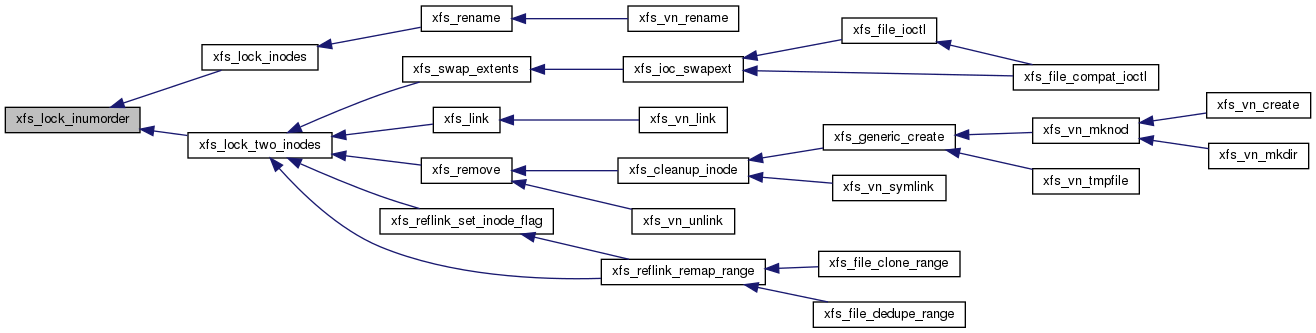 xfs_lock_inumorder
xfs_lock_inodes
xfs_rename
xfs_vn_rename
xfs_lock_two_inodes
xfs_swap_extents
xfs_ioc_swapext
xfs_file_ioctl
xfs_file_compat_ioctl
xfs_link
xfs_vn_link
xfs_remove
xfs_cleanup_inode
xfs_generic_create
xfs_vn_mknod
xfs_vn_create
xfs_vn_mkdir
xfs_vn_tmpfile
xfs_vn_symlink
xfs_vn_unlink
xfs_reflink_set_inode_flag
xfs_reflink_remap_range
xfs_file_clone_range
xfs_file_dedupe_range